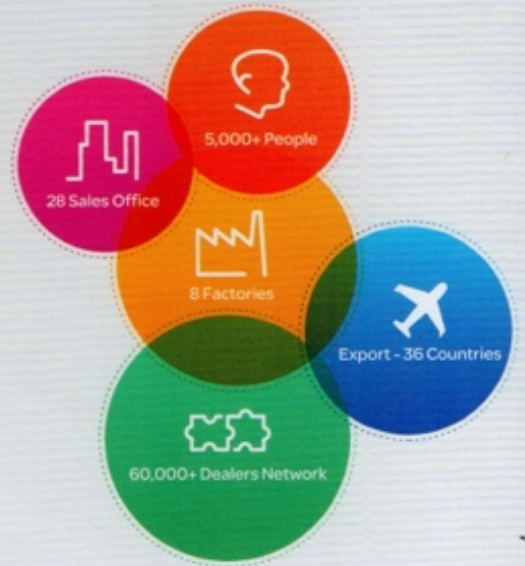 5,000+ People
28 Sales Office
8 Factories
Export - 36 Countries
60,000+ Dealers Network